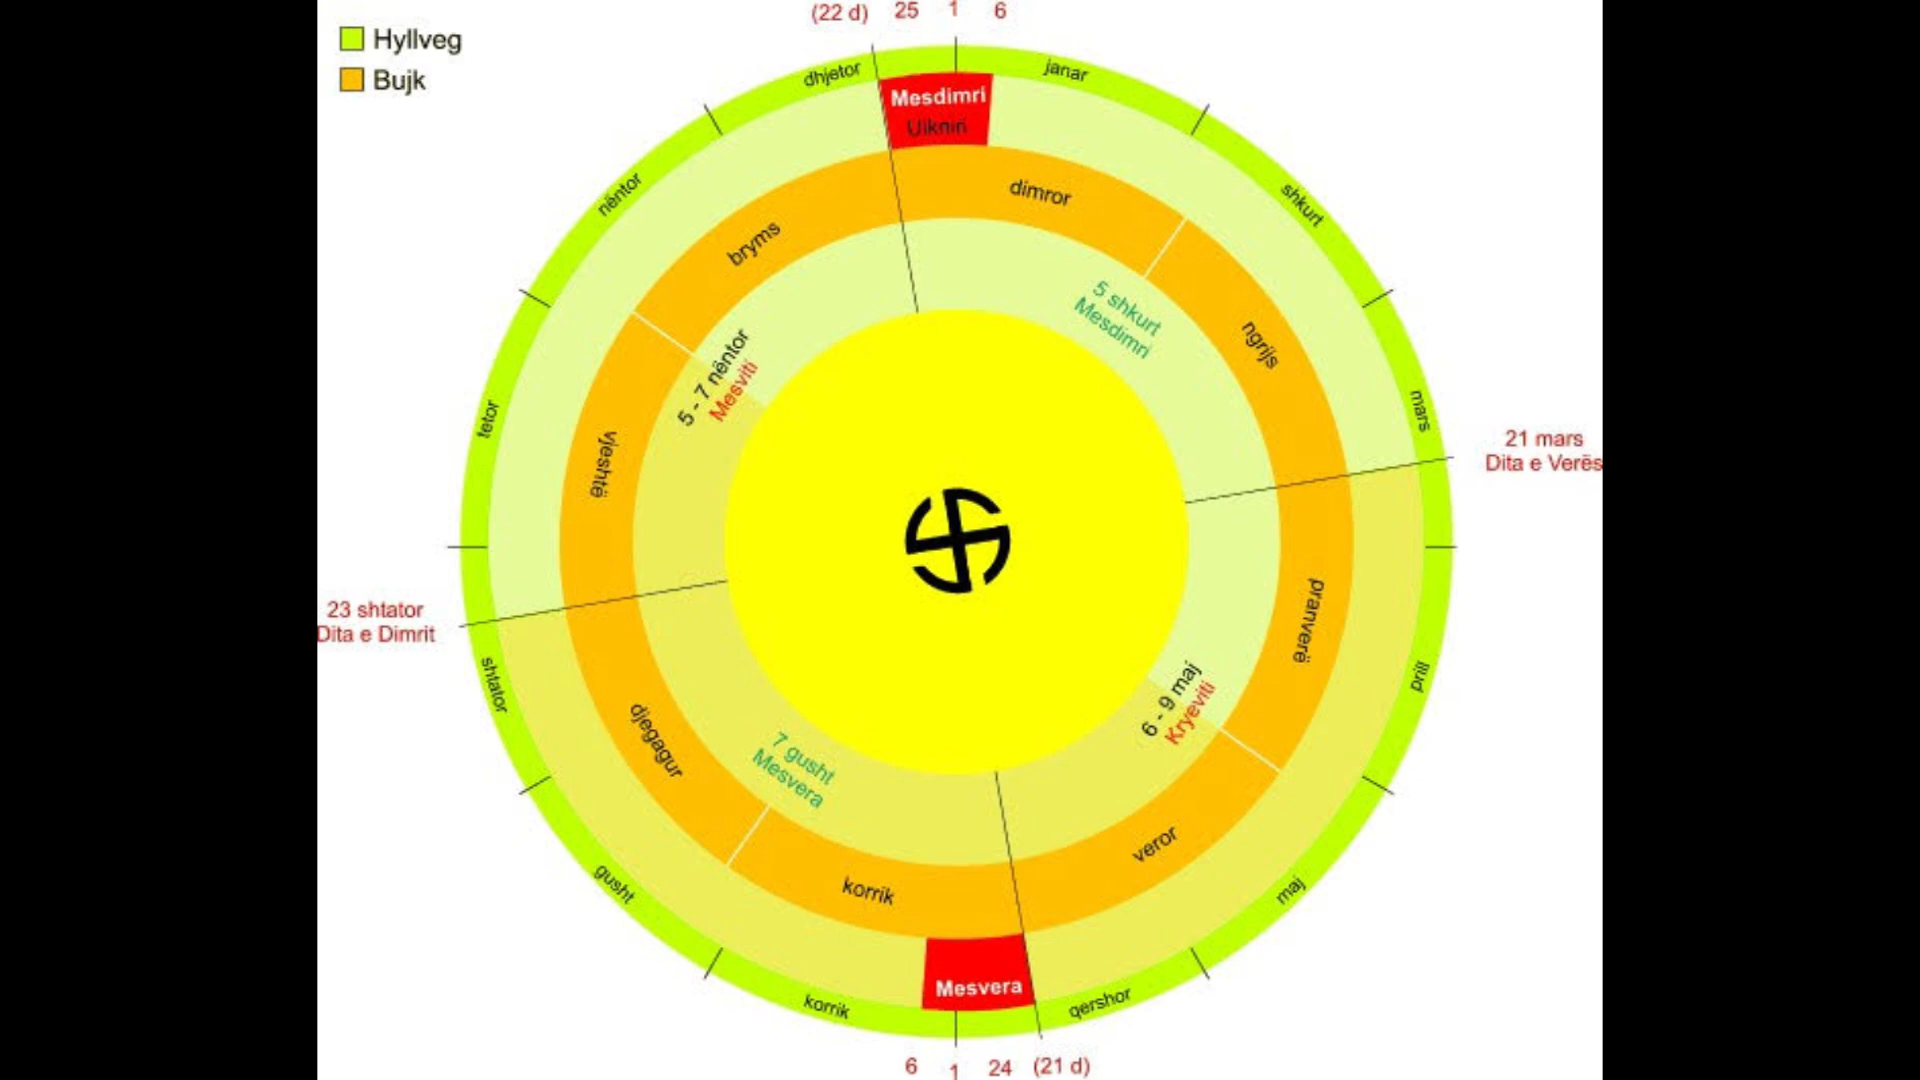 Hyllveg
Bujk
(22 d) 25 1 6
dhjetor
janar
shkurt
mars
prill
maj
qershor
korrik
gusht
shtator
tetor
nëntor
Mesdimri
Uikniri
dimror
ngrijs
pranverë
veror
korrik
djegagur
vjeshtë
bryms
5 shkurt
Mesdimri
21 mars
Dita e Verës
6 - 9 maj
Kryeviti
7 gusht
Mesvera
23 shtator
Dita e Dimrit
5 - 7 nëntor
Mesviti
Mesvera
6 1 24 (21 d)